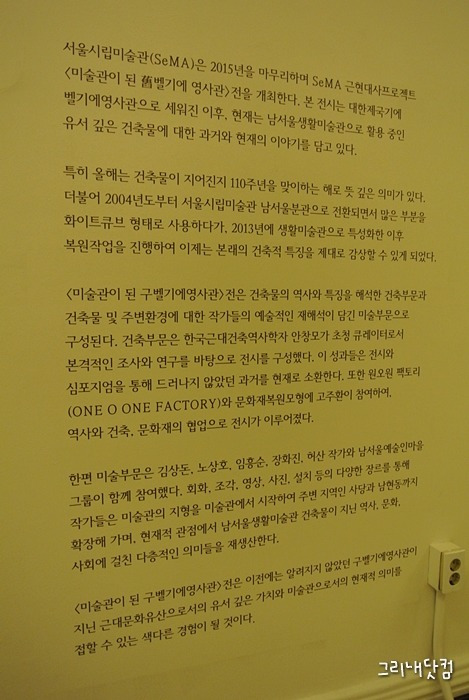 서울시립미술관(SeMA)은 2015년을 마무리하며 SeMA 근현대사프로젝트
〈미술관이 된 舊벨기에 영사관〉전을 개최한다. 본 전시는 대한제국기에
벨기에영사관으로 세워진 이후, 현재는 남서울생활미술관으로 활용 중인
유서 깊은 건축물에 대한 과거와 현재의 이야기를 담고 있다.
특히 올해는 건축물이 지어진지 110주년을 맞이하는 해로 뜻 깊은 의미가 있다.
더불어 2004년도부터 서울시립미술관 남서울분관으로 전환되면서 많은 부분을
화이트큐브 형태로 사용하다가, 2013년에 생활미술관으로 특성화한 이후
복원작업을 진행하여 이제는 본래의 건축적 특징을 제대로 감상할 수 있게 되었다.
〈미술관이 된 구벨기에영사관〉전은 건축물의 역사와 특징을 해석한 건축부문과
건축물 및 주변환경에 대한 작가들의 예술적인 재해석이 담긴 미술부문으로
구성된다. 건축부문은 한국근대건축역사학자 안창모가 초청 큐레이터로서
본격적인 조사와 연구를 바탕으로 전시를 구성했다. 이 성과들은 전시와
심포지엄을 통해 드러나지 않았던 과거를 현재로 소환한다. 또한 원오원 팩토리
(ONE O ONE FACTORY)와 문화재복원모형에 고주환이 참여하여,
역사와 건축, 문화재의 협업으로 전시가 이루어졌다.
한편 미술부문은 김상돈, 노상호, 임흥순, 장화진, 허산 작가와 남서울예술인마을
그룹이 함께 참여했다. 회화, 조각, 영상, 사진, 설치 등의 다양한 장르를 통해
작가들은 미술관의 지형을 미술관에서 시작하여 주변 지역인 사당과 남현동까지
확장해 가며, 현재적 관점에서 남서울생활미술관 건축물이 지닌 역사, 문화,
사회에 걸친 다층적인 의미들을 재생산한다.
〈미술관이 된 구벨기에영사관〉전은 이전에는 알려지지 않았던 구벨기에영사관이
지닌 근대문화유산으로서의 유서 깊은 가치와 미술관으로서의 현재적 의미를
접할 수 있는 색다른 경험이 될 것이다.
그리내닷컴